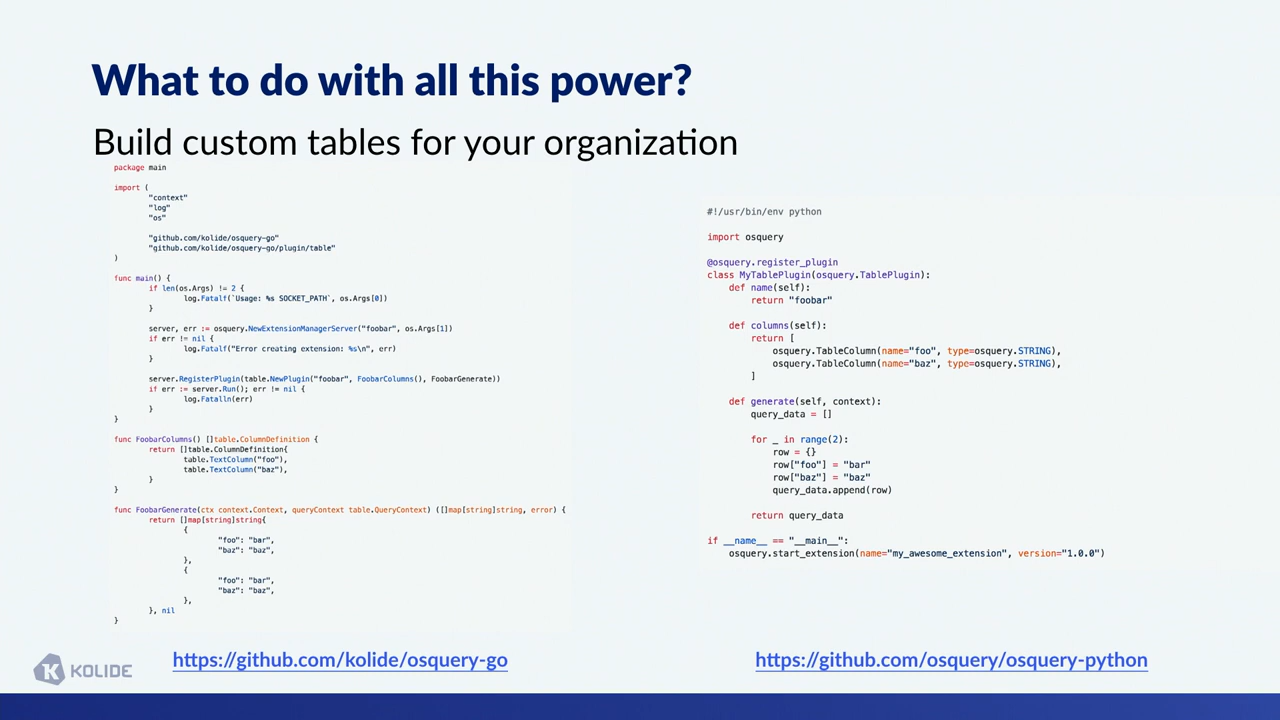 What to do with all this power?
Build custom tables for your organization
package main
import (
"context"
"log"
"os"
"github.com/kolide/osquery-go"
"github.com/kolide/osquery-go/plugin/table"
)
func main() {
if len(os.Args) != 2 {
log.Fatalf(`Usage: %s SOCKET_PATH`, os.Args[0])
}
server, err := osquery.NewExtensionManagerServer("foobar", os.Args[1])
if err != nil {
log.Fatalf("Error creating extension: %s\n", err)
}
server.RegisterPlugin(table.NewPlugin("foobar", FoobarColumns(), FoobarGenerate))
if err := server.Run(); err != nil {
log.Fatalln(err)
}
}
func FoobarColumns() []table.ColumnDefinition {
return []table.ColumnDefinition{
table.TextColumn("foo"),
table.TextColumn("baz"),
}
}
func FoobarGenerate(ctx context.Context, queryContext table.QueryContext) ([]map[string]string, error) {
return []map[string]string{
{
"foo": "bar",
"baz": "baz",
},
{
"foo": "bar",
"baz": "baz",
},
}, nil
}
#!/usr/bin/env python
import osquery
@osquery.register_plugin
class MyTablePlugin(osquery.TablePlugin):
def name(self):
return "foobar"
def columns(self):
return [
osquery.TableColumn(name="foo", type=osquery.STRING),
osquery.TableColumn(name="baz", type=osquery.STRING),
]
def generate(self, context):
query_data = []
for _ in range(2):
row = {}
row["foo"] = "bar"
row["baz"] = "baz"
query_data.append(row)
return query_data
if __name__ == "__main__":
osquery.start_extension(name="my_awesome_extension", version="1.0.0")
KOLIDE
https://github.com/kolide/osquery-go
https://github.com/osquery/osquery-python